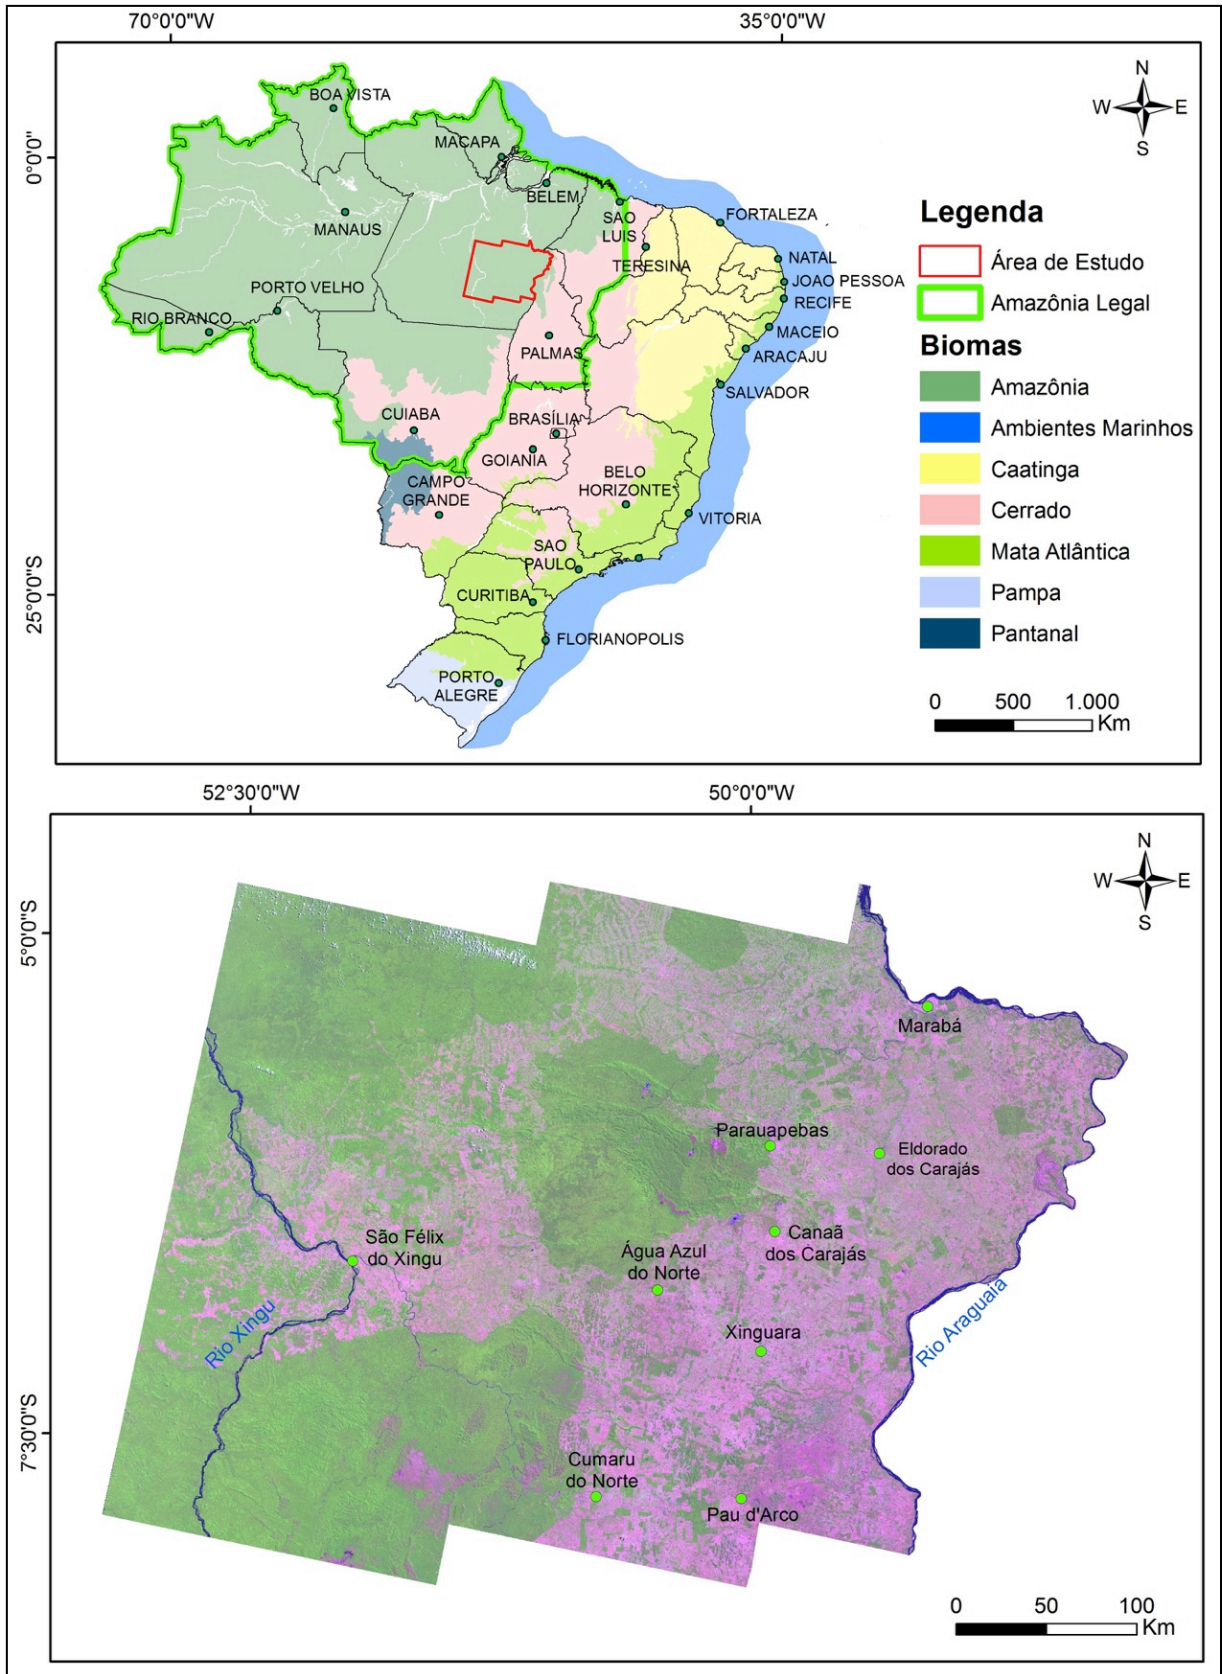 70°0'0"W
35°0'0"W
N
W
E
S
0°0'0"
25°0'0"S
BOA VISTA
MACAPA
BELEM
MANAUS
SAO
LUIS
FORTALEZA
TERESINA
NATAL
JOAO PESSOA
RECIFE
PORTO VELHO
RIO BRANCO
MACEIO
ARACAJU
PALMAS
SALVADOR
CUIABA
BRASÍLIA
GOIANIA
CAMPO
GRANDE
BELO
HORIZONTE
VITORIA
SAO
PAULO
CURITIBA
FLORIANOPOLIS
PORTO
ALEGRE
Legenda
Área de Estudo
Amazônia Legal
Biomas
Amazônia
Ambientes Marinhos
Caatinga
Cerrado
Mata Atlântica
Pampa
Pantanal
0 500 1.000
Km
52°30'0"W
50°0'0"W
N
W
E
S
5°0'0"S
7°30'0"S
Marabá
Parauapebas
Eldorado
dos Carajás
São Félix
do Xingu
Canaã
dos Carajás
Água Azul
do Norte
Rio Xingu
Xinguara
Rio Araguaia
Cumaru
do Norte
Pau d'Arco
0 50 100
Km